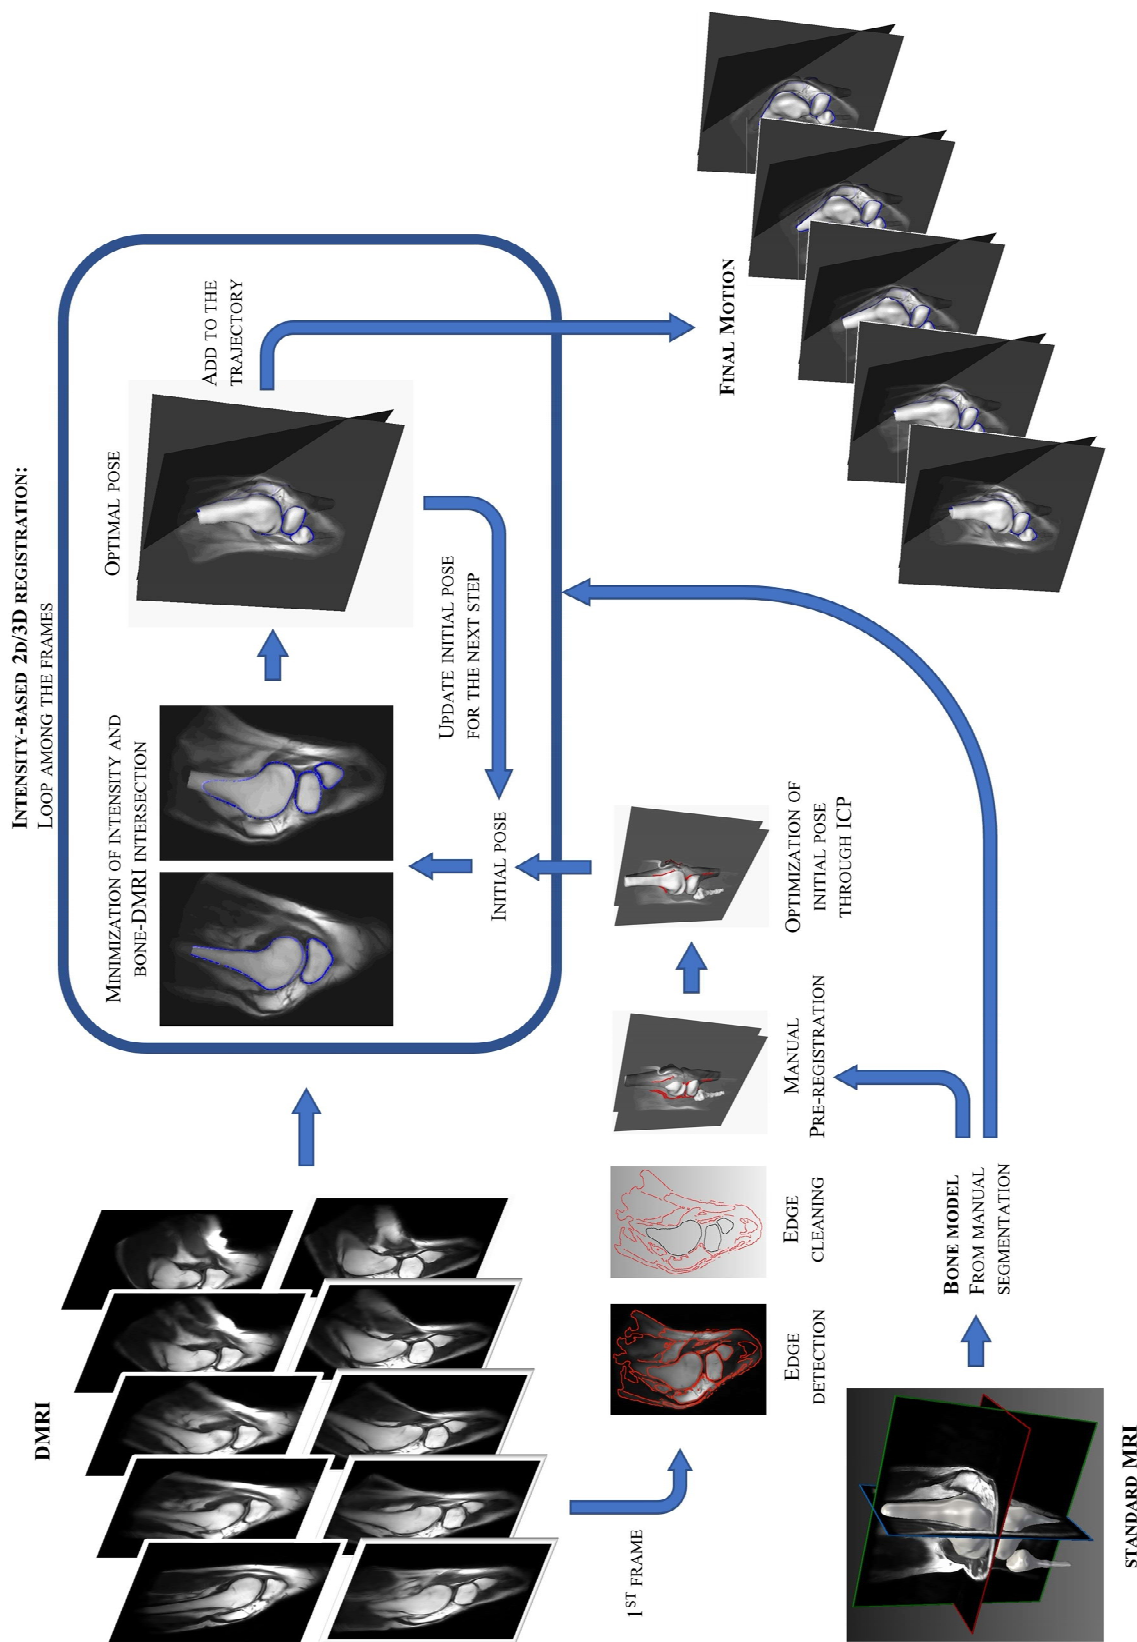 DMRI
INTENSITY-BASED 2D/3D REGISTRATION:
LOOP AMONG THE FRAMES
MINIMIZATION OF INTENSITY AND
BONE-DMRI INTERSECTION
OPTIMAL POSE
ADD TO THE
TRAJECTORY
UPDATE INITIAL POSE
FOR THE NEXT STEP
INITIAL POSE
1ST FRAME
EDGE
DETECTION
EDGE
CLEANING
MANUAL
PRE-REGISTRATION
OPTIMIZATION OF
INITIAL POSE
THROUGH ICP
FINAL MOTION
STANDARD MRI
BONE MODEL
FROM MANUAL
SEGMENTATION